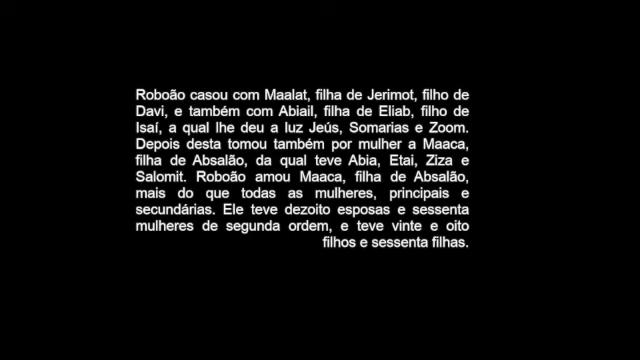 Roboão casou com Maalat, filha de Jerimot, filho de
Davi, e também com Abiail, filha de Eliab, filho de
Isaí, a qual lhe deu a luz Jeús, Somarias e Zoom.
Depois desta tomou também por mulher a Maaca,
filha de Absalão, da qual teve Abia, Etai, Ziza e
Salomit. Roboão amou Maaca, filha de Absalão,
mais do que todas as mulheres, principais e
secundárias. Ele teve dezoito esposas e sessenta
mulheres de segunda ordem, e teve vinte e oito
filhos e sessenta filhas.